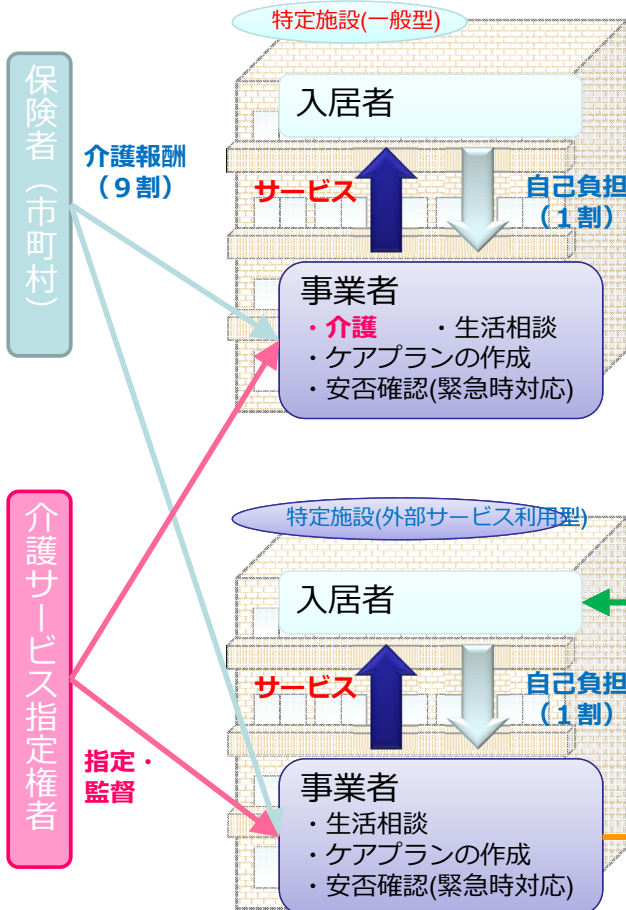 特定施設(一般型)
保険者（市町村）
介護報酬
（９割）
入居者
サービス
自己負担
（１割）
事業者
・介護　・生活相談
・ケアプランの作成
・安否確認(緊急時対応)
介護サービス指定権者
指定・
監督
特定施設(外部サービス利用型)
入居者
サービス
自己負担
（１割）
事業者
・生活相談
・ケアプランの作成
・安否確認(緊急時対応)